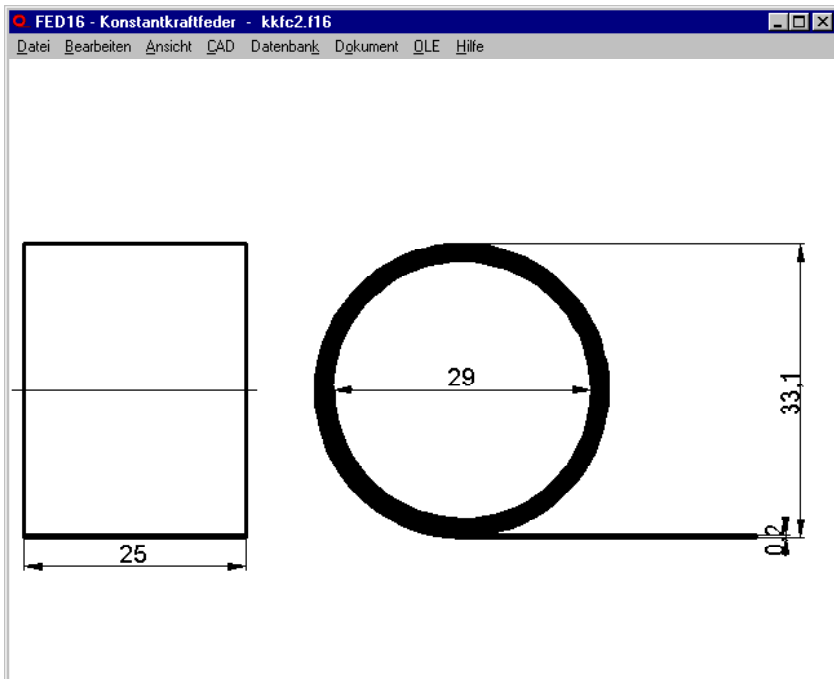 FED16 - Konstantkraftfeder - kkfc2.f16
Datei Bearbeiten Ansicht CAD Datenbank Dokument OLE Hilfe
29
33,1
0,2
25